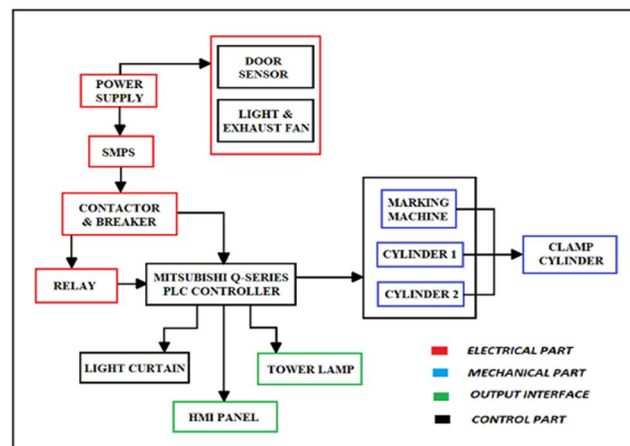 DOOR
SENSOR
POWER
SUPPLY
LIGHT &
EXHAUST FAN
SMPS
CONTACTOR
& BREAKER
MARKING
MACHINE
CYLINDER 1
CLAMP
CYLINDER
RELAY
MITSUBISHI Q-SERIES
PLC CONTROLLER
CYLINDER 2
LIGHT CURTAIN
TOWER LAMP
HMI PANEL
ELECTRICAL PART
MECHANICAL PART
OUTPUT INTERFACE
CONTROL PART